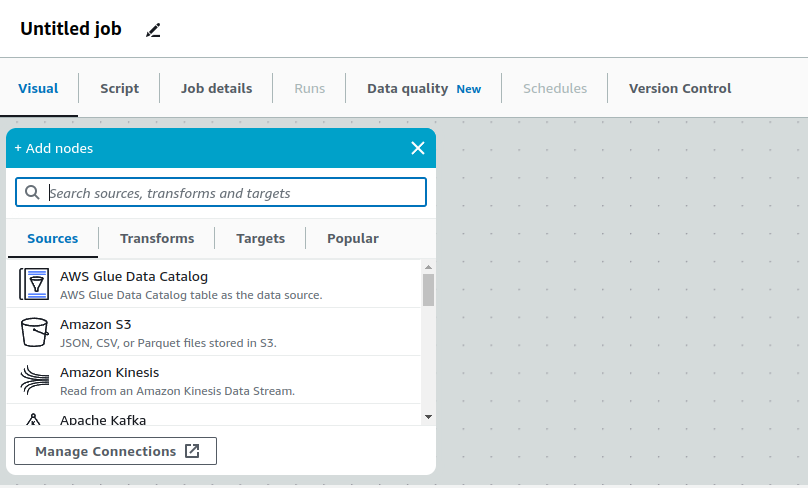 Untitled job
Visual Script Job details Runs Data quality New Schedules Version Control
+ Add nodes
Search sources, transforms and targets
Sources Transforms Targets Popular
AWS Glue Data Catalog
AWS Glue Data Catalog table as the data source.
Amazon S3
JSON, CSV, or Parquet files stored in S3.
Amazon Kinesis
Read from an Amazon Kinesis Data Stream.
Apache Kafka
Manage Connections